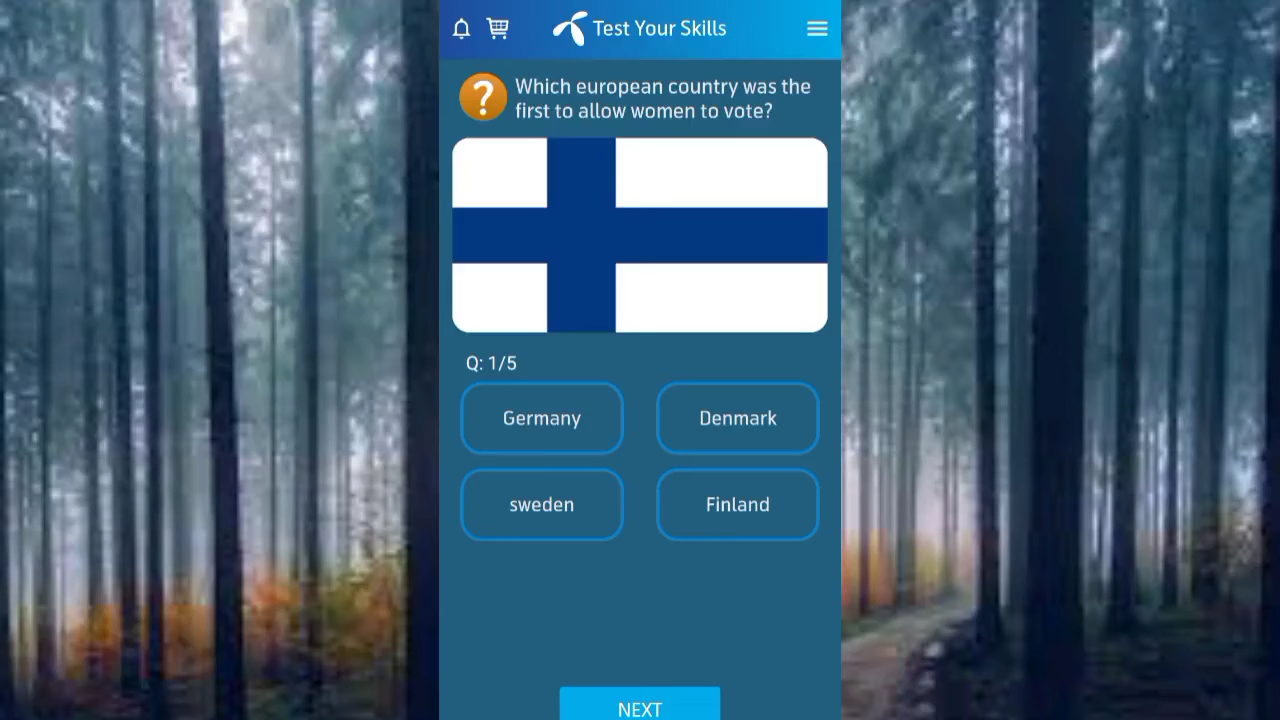 Test Your Skills
?
Which european country was the
first to allow women to vote?
Q: 1/5
Germany
Denmark
sweden
Finland
NEXT